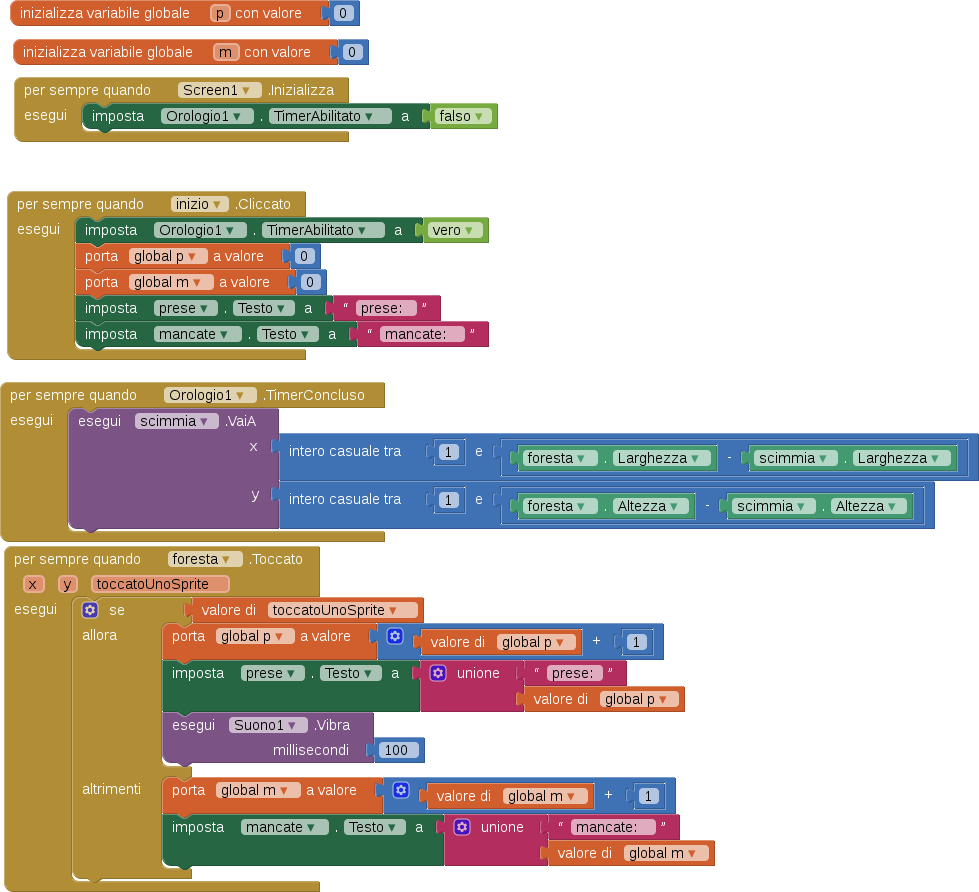 inizializza variabile globale p con valore 0
inizializza variabile globale m con valore 0
per sempre quando Screen1 .Inizializza
esegui imposta Orologio1 . TimerAbilitato a falso
per sempre quando inizio .Cliccato
esegui imposta Orologio1 . TimerAbilitato a vero
porta global p a valore 0
porta global m a valore 0
imposta prese . Testo a “ prese: ”
imposta mancate . Testo a “ mancate: ”
per sempre quando Orologio1 .TimerConcluso
esegui esegui scimmia .VaiA
x intero casuale tra 1 e foresta . Larghezza - scimmia . Larghezza
y intero casuale tra 1 e foresta . Altezza - scimmia . Altezza
per sempre quando foresta .Toccato
x y toccatoUnoSprite
esegui se valore di toccatoUnoSprite
allora porta global p a valore valore di global p + 1
imposta prese . Testo a unione “ prese: ”
valore di global p
esegui Suono1 .Vibra
millisecondi 100
altrimenti porta global m a valore valore di global m + 1
imposta mancate . Testo a unione “ mancate: ”
valore di global m